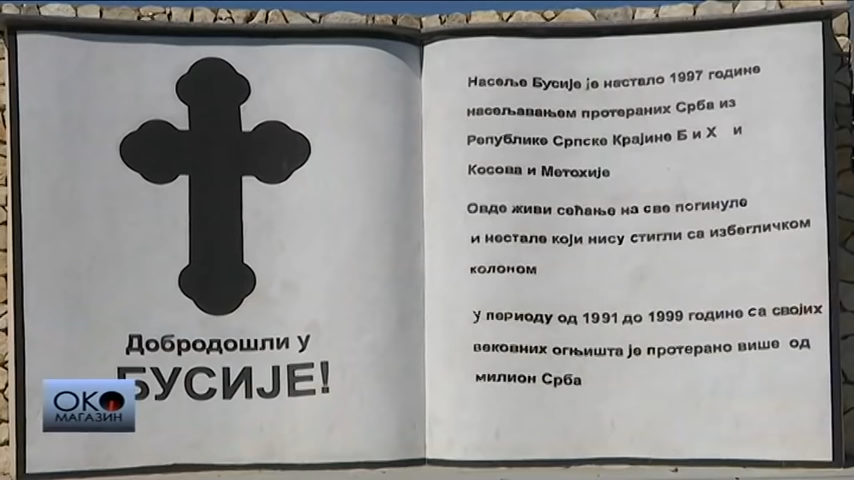 Добродошли у
БУСИЈЕ!
ОКО
МАГАЗИН
Насеље Бусије је настало 1997 године
насељавањем протераних Срба из
Републике Српске Крајине Б и Х и
Косова и Метохије
Овде живи сећање на све погинуле
и нестале који нису стигли са избегличком
колоном
У периоду од 1991 до 1999 године са својих
вековних огњишта је протерано више од
милион Срба